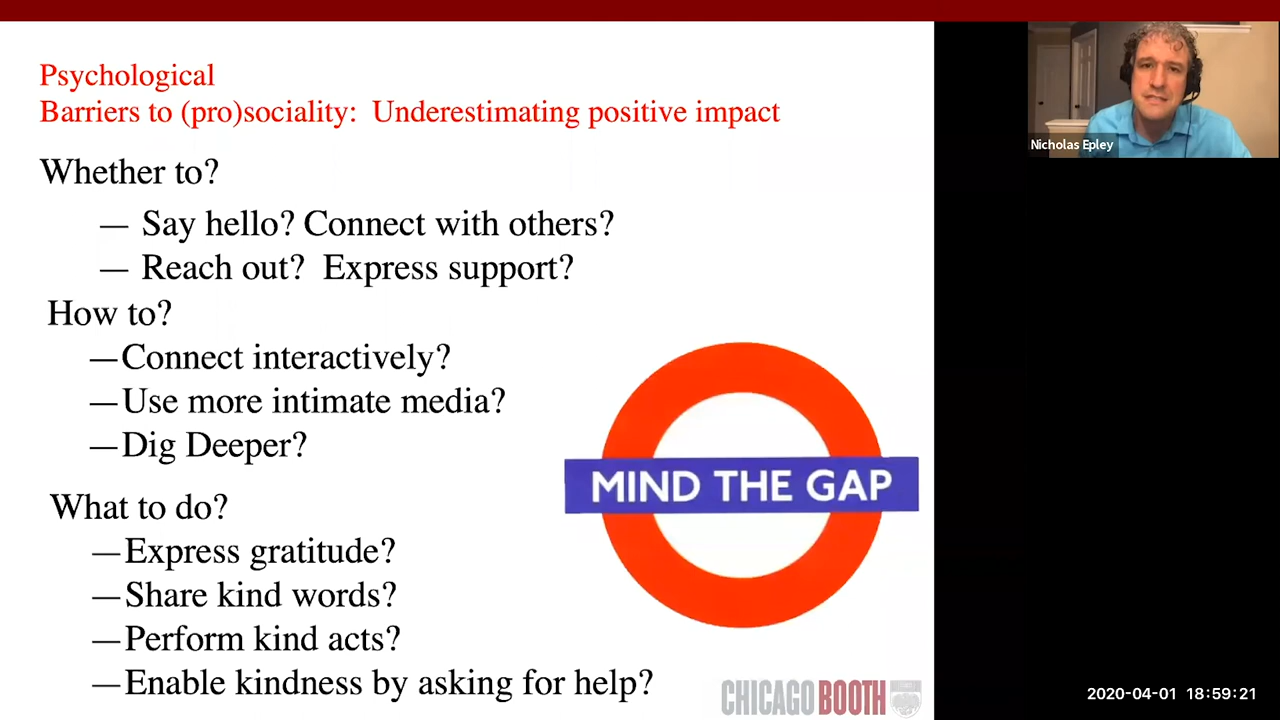 Psychological
Barriers to (pro)sociality: Underestimating positive impact
Whether to?
— Say hello? Connect with others?
— Reach out? Express support?
How to?
—Connect interactively?
—Use more intimate media?
—Dig Deeper?
MIND THE GAP
What to do?
—Express gratitude?
—Share kind words?
—Perform kind acts?
—Enable kindness by asking for help?
CHICAGO BOOTH
Nicholas Epley
2020-04-01 18:59:21